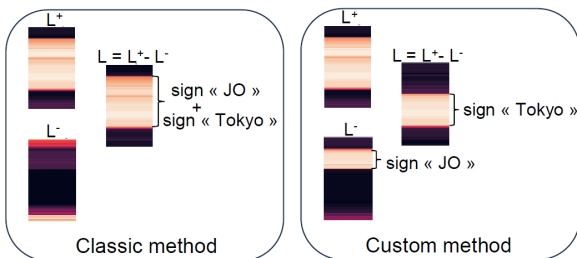 L⁺
L = L⁺- L⁻
sign « JO »
+
sign « Tokyo »
L⁻
Classic method
L⁺
L = L⁺- L⁻
sign « Tokyo »
L⁻
sign « JO »
Custom method